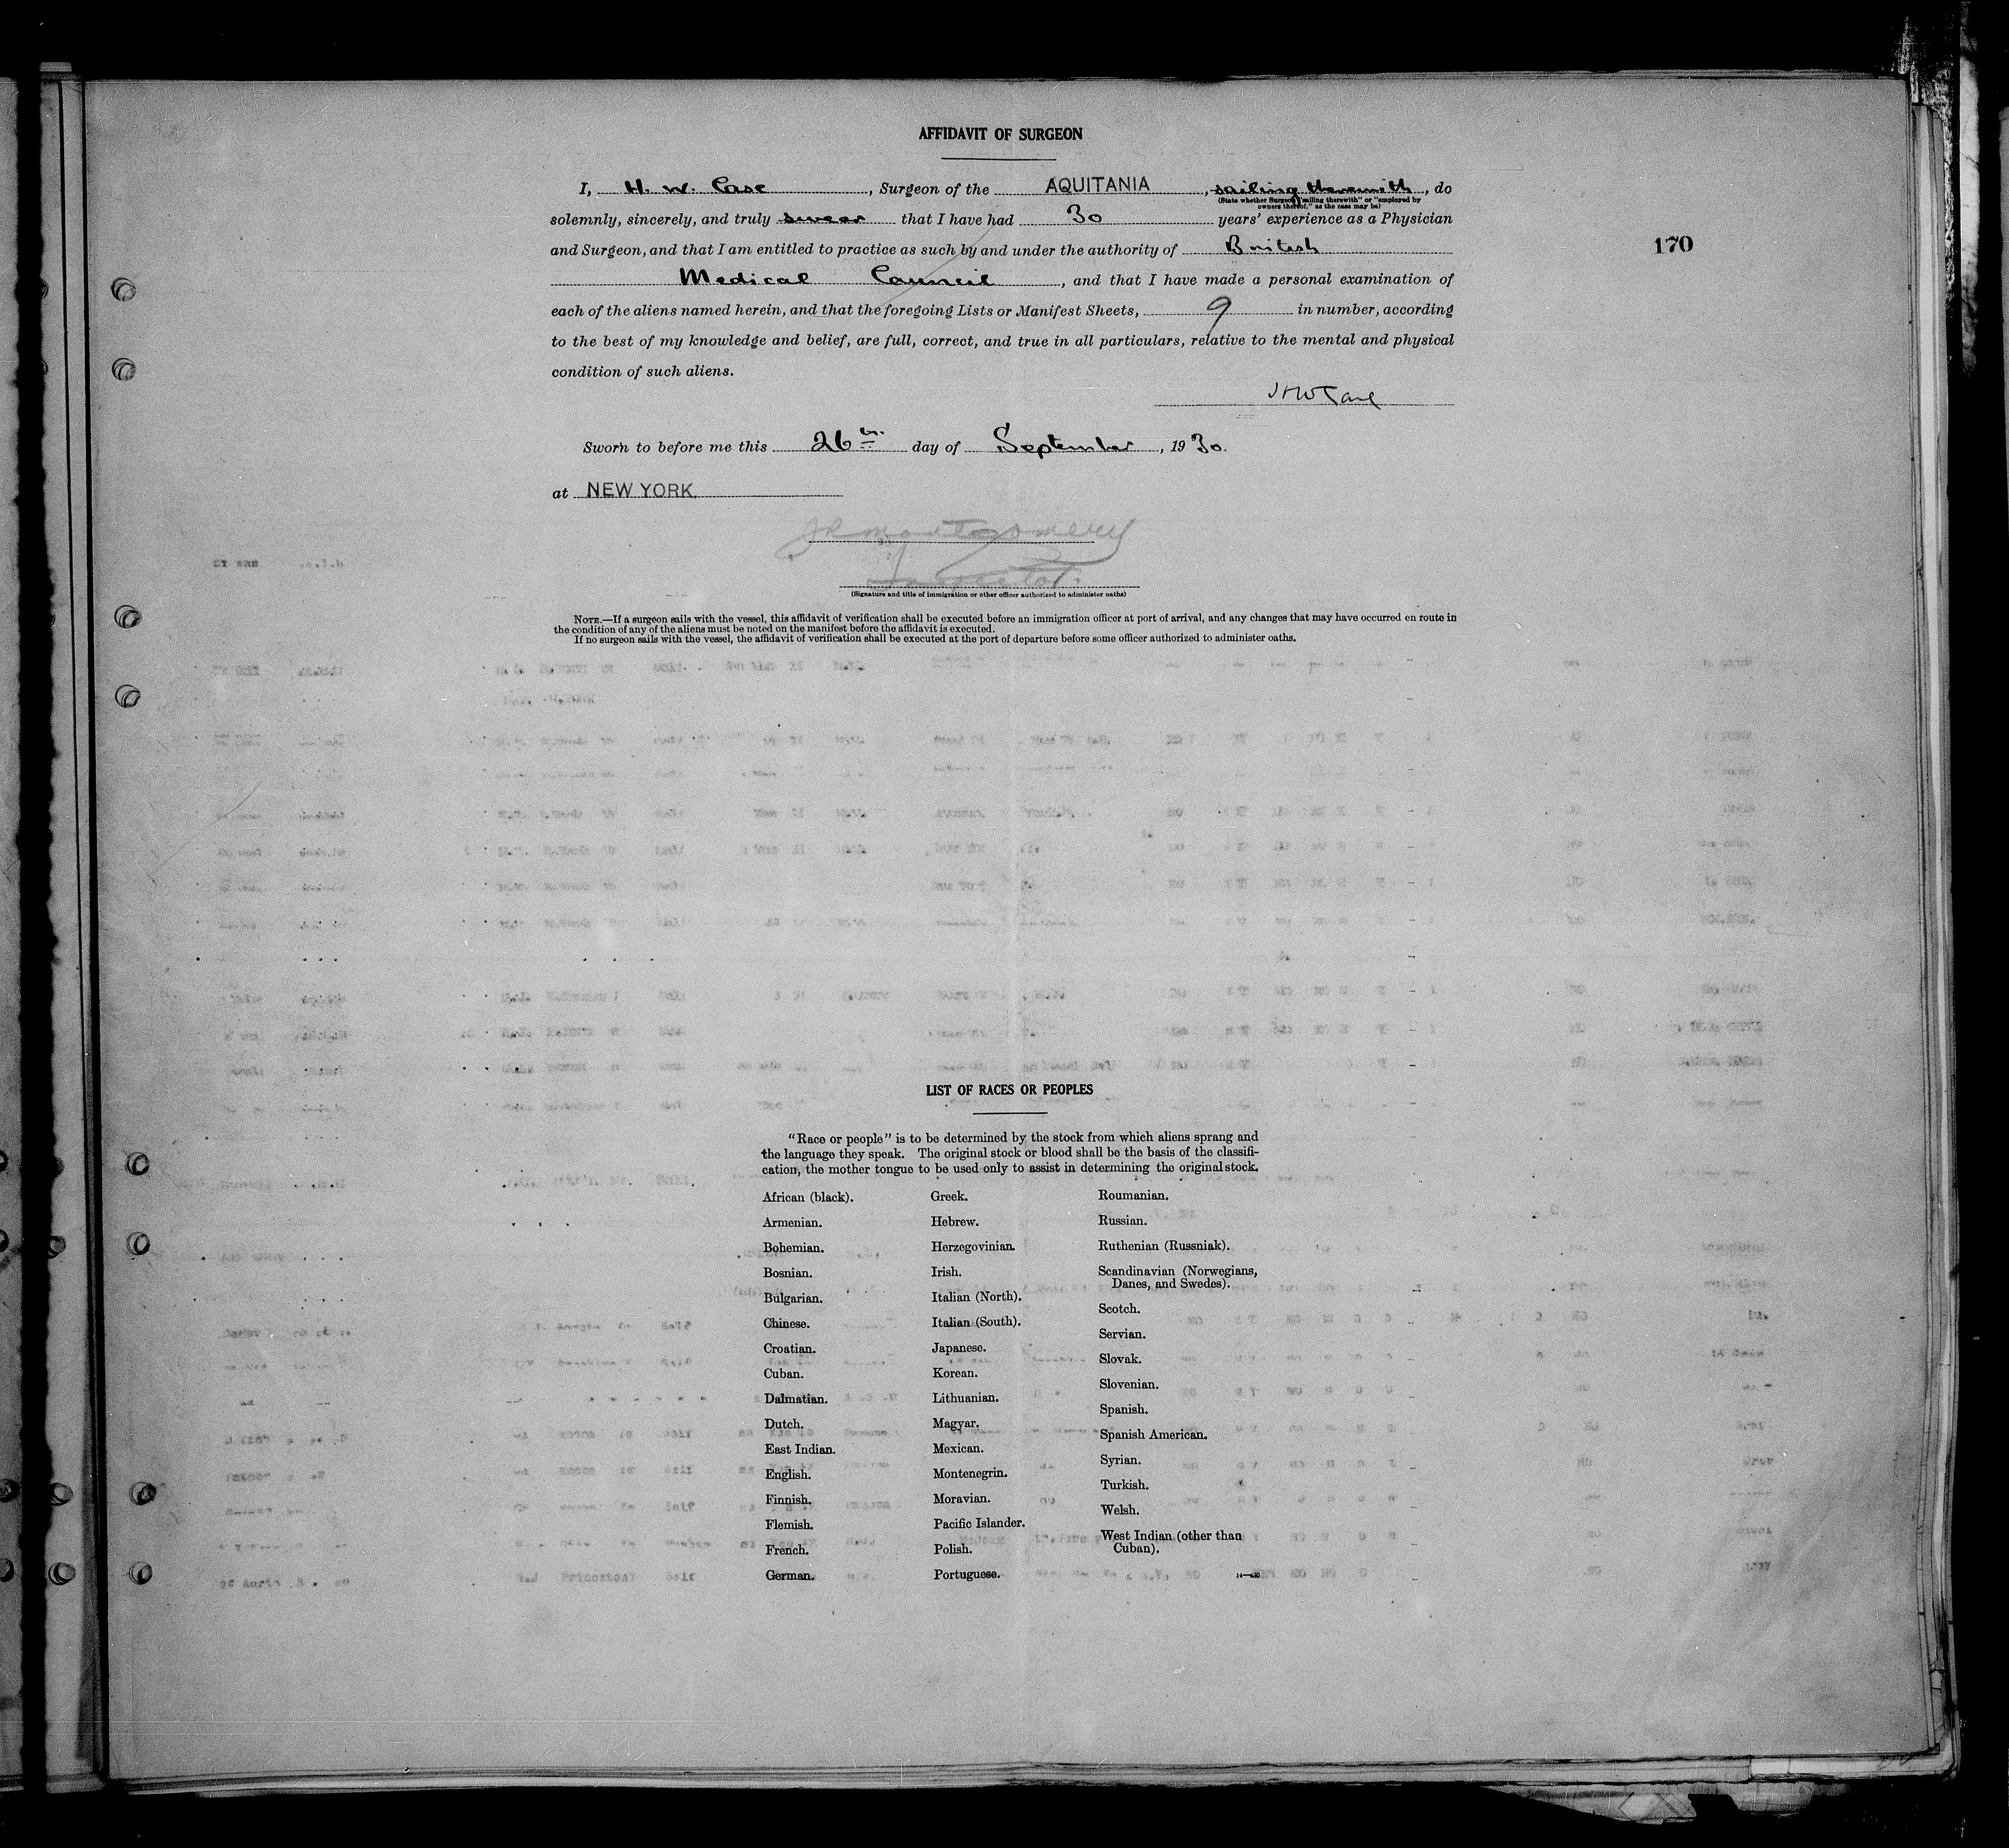 AFFIDAVIT OF SURGEON
I, H. W. Case, Surgeon of the AQUITANIA, sailing therewith, do
(State whether Surgeon "sailing therewith" or "employed by
owners thereof," as the case may be)
solemnly, sincerely, and truly swear that I have had 30 years' experience as a Physician
and Surgeon, and that I am entitled to practice as such by and under the authority of British
170
Medical Council, and that I have made a personal examination of
each of the aliens named herein, and that the foregoing Lists or Manifest Sheets, 9 in number, according
to the best of my knowledge and belief, are full, correct, and true in all particulars, relative to the mental and physical
condition of such aliens.
HWCase
Sworn to before me this 26th day of September, 1930.
at NEW YORK.
Montgomery
(Signature and title of immigration or other officer authorized to administer oaths)
NOTE.—If a surgeon sails with the vessel, this affidavit of verification shall be executed before an immigration officer at port of arrival, and any changes that may have occurred en route in
the condition of any of the aliens must be noted on the manifest before the affidavit is executed.
If no surgeon sails with the vessel, the affidavit of verification shall be executed at the port of departure before some officer authorized to administer oaths.
LIST OF RACES OR PEOPLES
"Race or people" is to be determined by the stock from which aliens sprang and
the language they speak. The original stock or blood shall be the basis of the classifi-
cation, the mother tongue to be used only to assist in determining the original stock.
African (black).
Armenian.
Bohemian.
Bosnian.
Bulgarian.
Chinese.
Croatian.
Cuban.
Dalmatian.
Dutch.
East Indian.
English.
Finnish.
Flemish.
French.
German.
Greek.
Hebrew.
Herzegovinian.
Irish.
Italian (North).
Italian (South).
Japanese.
Korean.
Lithuanian.
Magyar.
Mexican.
Montenegrin.
Moravian.
Pacific Islander.
Polish.
Portuguese.
Roumanian.
Russian.
Ruthenian (Russniak).
Scandinavian (Norwegians,
Danes, and Swedes).
Scotch.
Servian.
Slovak.
Slovenian.
Spanish.
Spanish American.
Syrian.
Turkish.
Welsh.
West Indian (other than
Cuban).